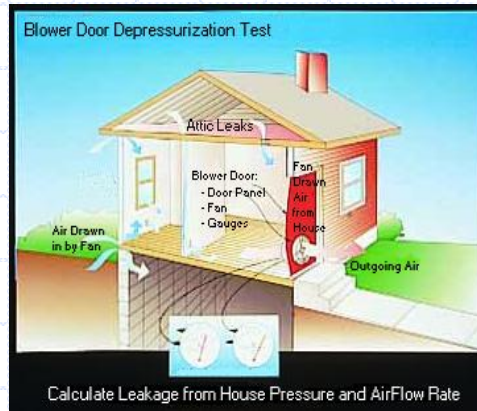 Blower Door Depressurization Test
Attic Leaks
Blower Door:
- Door Panel
- Fan
- Gauges
Fan
Drawn
Air
from
House
Air Drawn
in by Fan
Outgoing Air
Calculate Leakage from House Pressure and AirFlow Rate